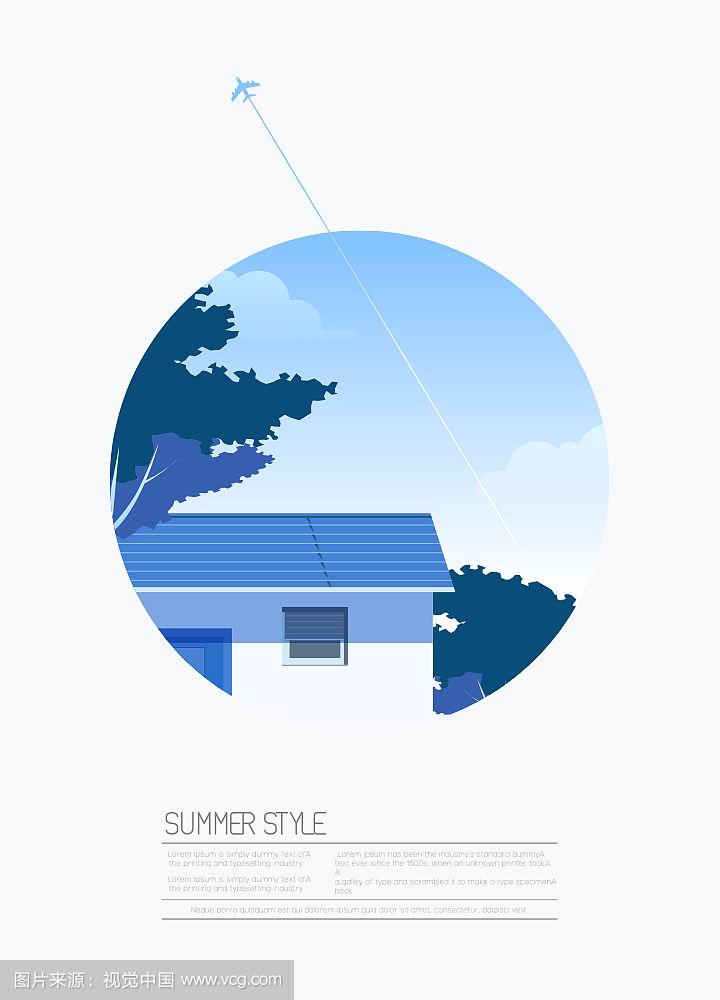 SUMMER STYLE
Lorem Ipsum is simply dummy text ofA
the printing and typesetting industry
Lorem Ipsum is simply dummy text ofA
the printing and typesetting industry
Lorem Ipsum has been the industry's standard dummyA
text ever since the 1500s, when an unknown printer tookA
A
a galley of type and scrambled it to make a type specimenA
book
Neque porro quisquam est qui dolorem ipsum quia dolor sit amet, consectetur, adipisci velit
图片来源：视觉中国 www.vcg.com